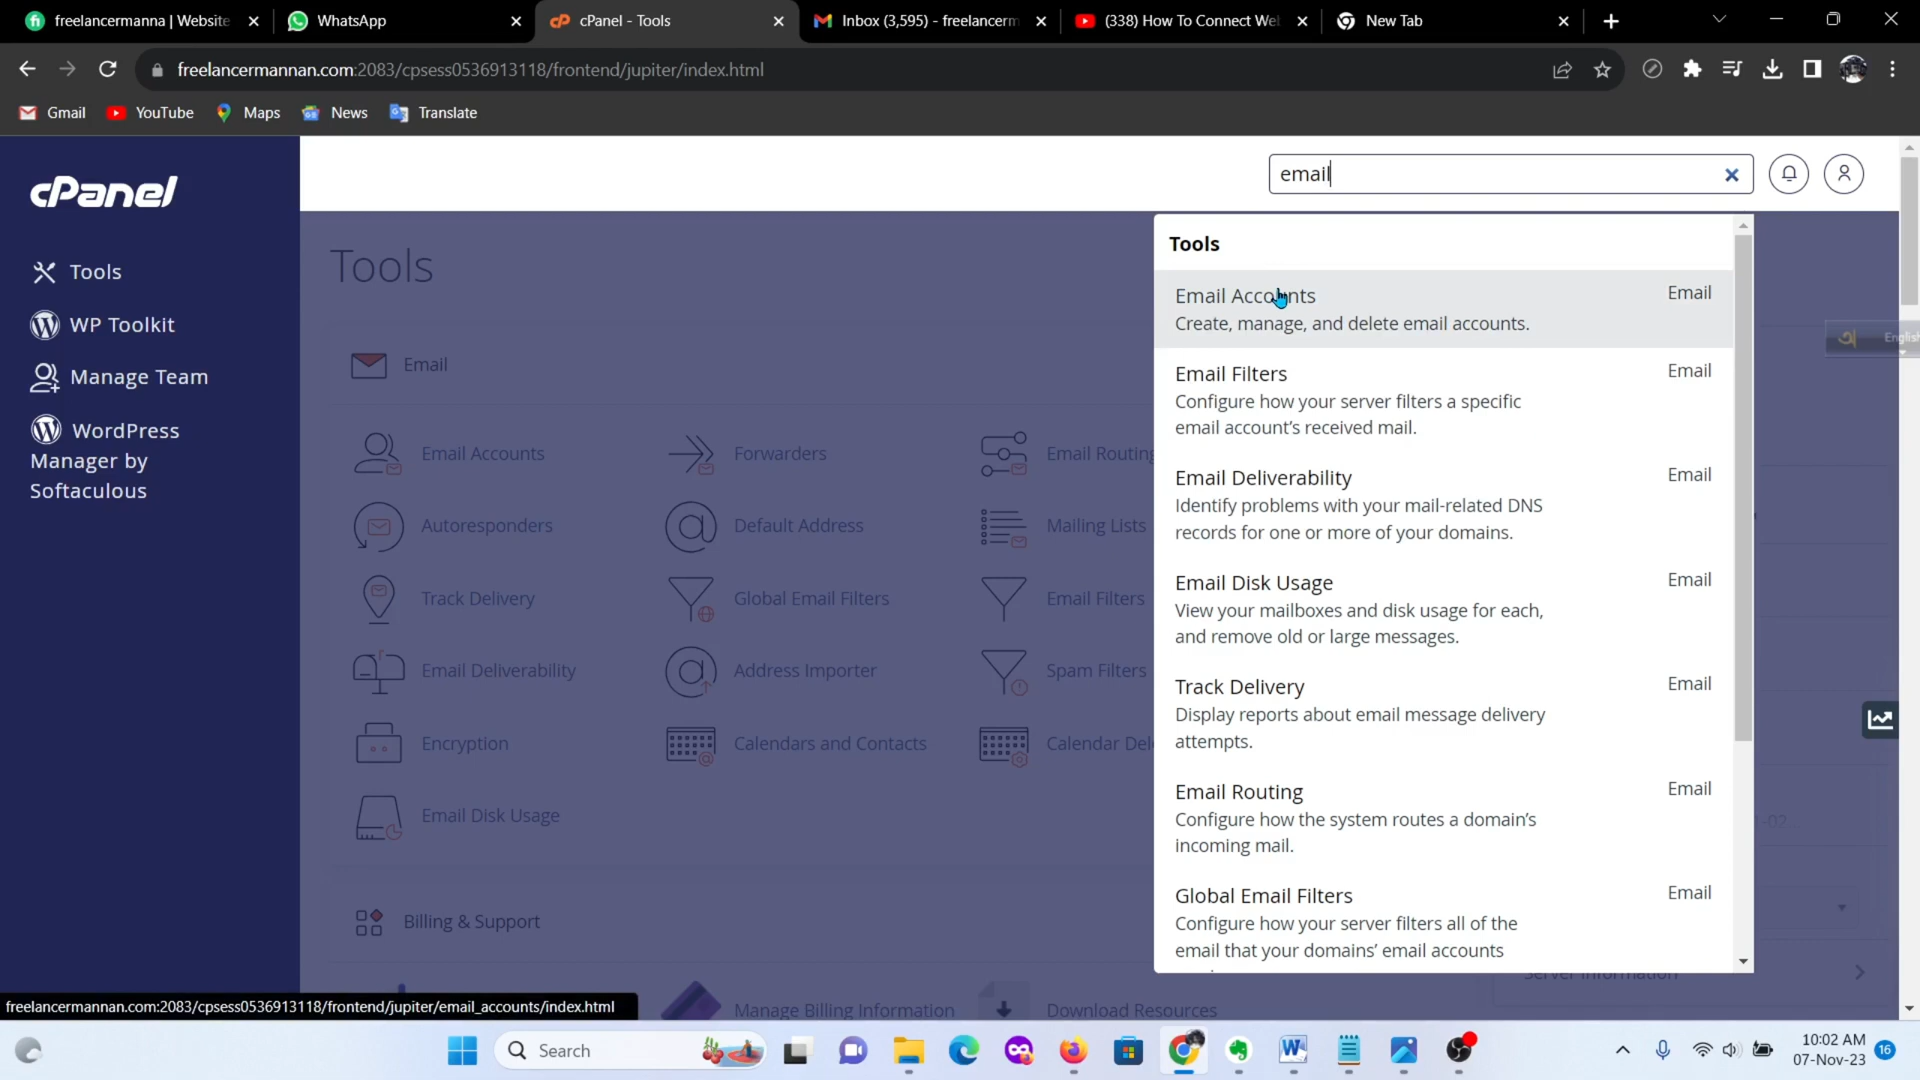 freelancermanna | Website
WhatsApp
cPanel - Tools
Inbox (3,595) - freelancerm
(338) How To Connect We
New Tab
freelancermannan.com:2083/cpsess0536913118/frontend/jupiter/index.html
Gmail
YouTube
Maps
News
Translate
cPanel
email
Tools
WP Toolkit
Manage Team
WordPress
Manager by
Softaculous
Tools
Email
Email Accounts
Forwarders
Email Routing
Autoresponders
Default Address
Mailing Lists
Track Delivery
Global Email Filters
Email Filters
Email Deliverability
Address Importer
Spam Filters
Encryption
Calendars and Contacts
Calendar Del
Email Disk Usage
Billing & Support
Manage Billing Information
Download Resources
Tools
Email Accounts
Email
Create, manage, and delete email accounts.
Email Filters
Email
Configure how your server filters a specific
email account's received mail.
Email Deliverability
Email
Identify problems with your mail-related DNS
records for one or more of your domains.
Email Disk Usage
Email
View your mailboxes and disk usage for each,
and remove old or large messages.
Track Delivery
Email
Display reports about email message delivery
attempts.
Email Routing
Email
Configure how the system routes a domain's
incoming mail.
Global Email Filters
Email
Configure how your server filters all of the
email that your domains' email accounts
English
Server Information
freelancermannan.com:2083/cpsess0536913118/frontend/jupiter/email_accounts/index.html
Search
10:02 AM
07-Nov-23
16